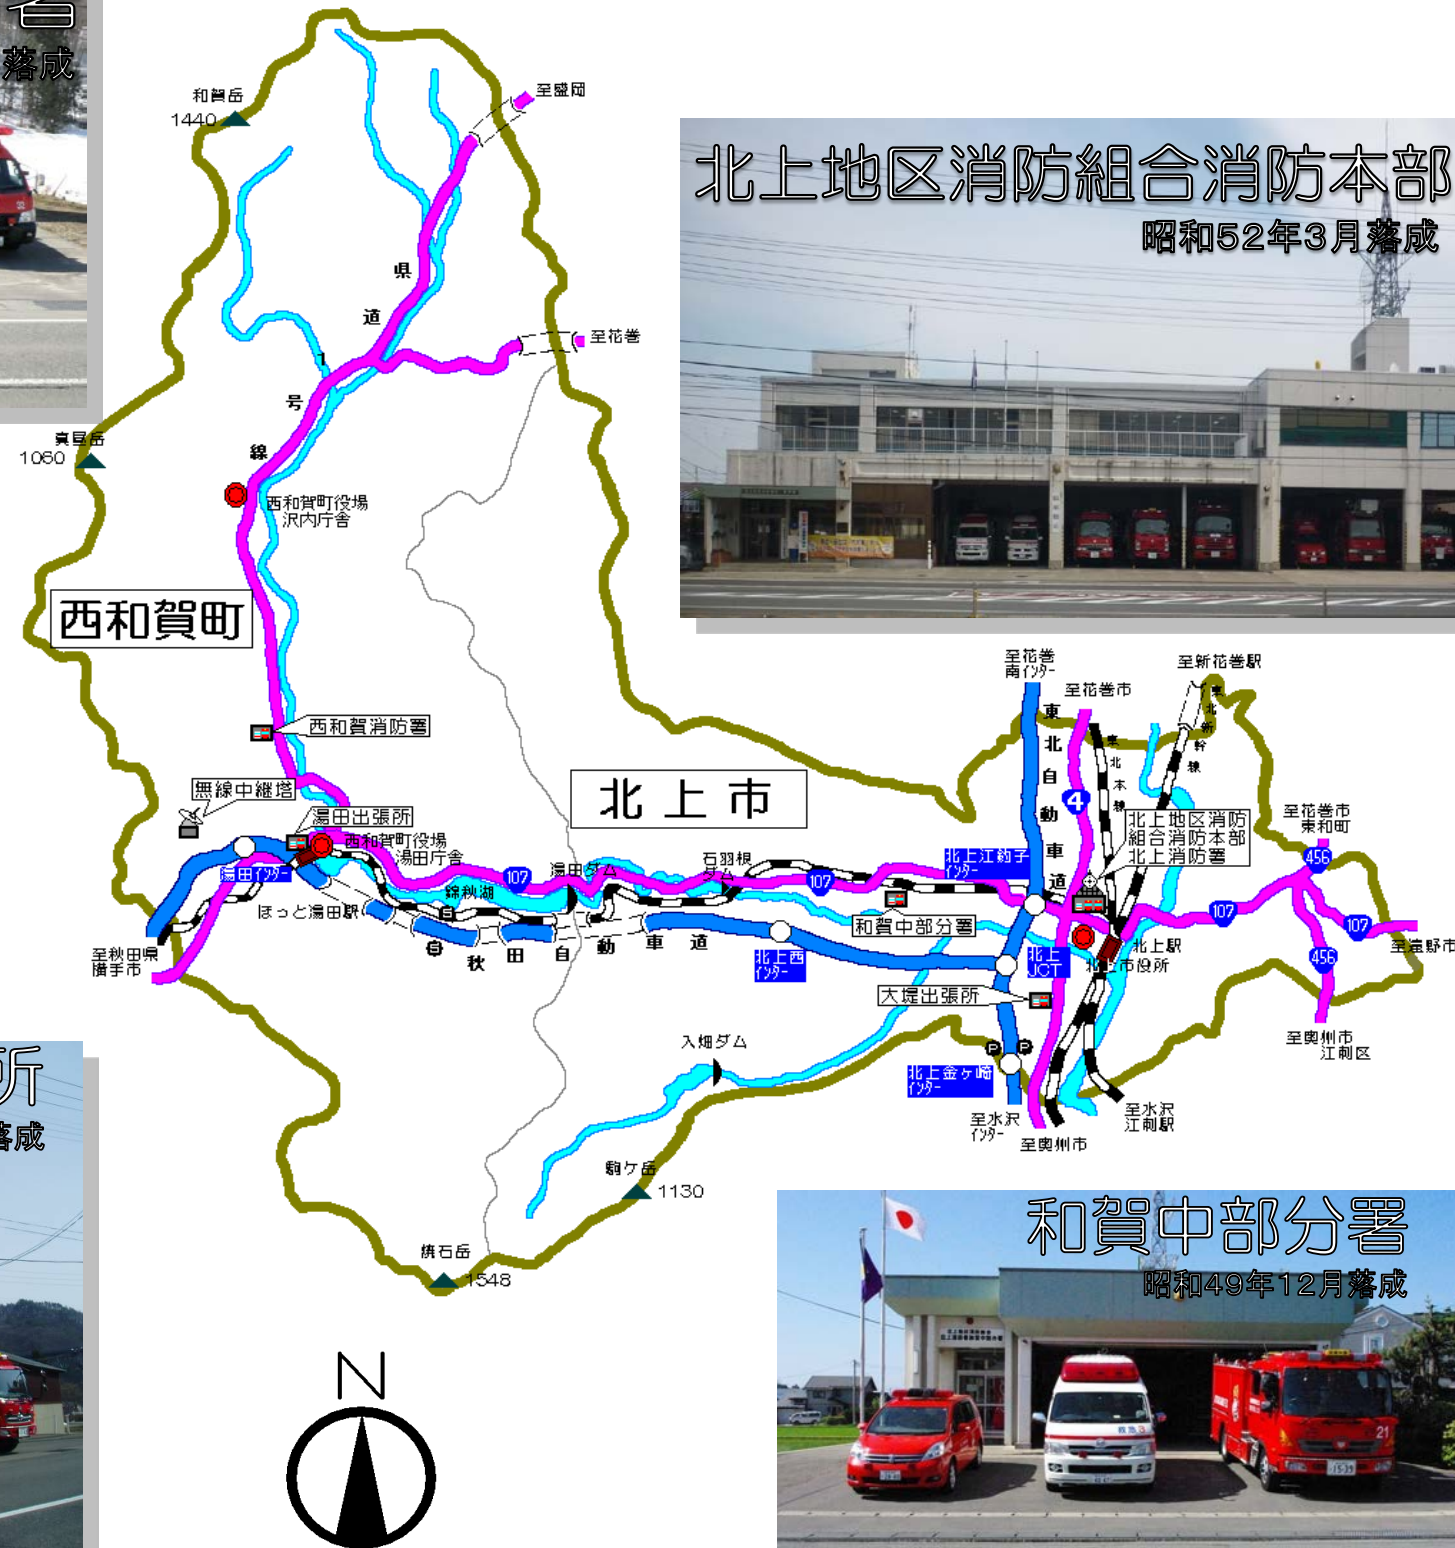 署
落成
和賀岳
1440
至盛岡
北上地区消防組合消防本部
昭和52年3月落成
県
道
1
号
線
至花巻
真昼岳
1060
西和賀町役場
沢内庁舎
西和賀町
西和賀消防署
無線中継塔
湯田出張所
西和賀町役場
湯田庁舎
湯田インター
ほっと湯田駅
錦秋湖
107
湯田ダム
石羽根
ダム
107
北上市
秋田自動車道
至秋田県
横手市
北上西
インター
和賀中部分署
北上江釣子
インター
至花巻
南インター
至花巻市
至新花巻駅
東北自動車道
東北本線
東北新幹線
4
北上地区消防
組合消防本部
北上消防署
至花巻市
東和町
456
107
107
456
至遠野市
北上駅
北上市役所
北上
JCT
大堤出張所
P
P
北上金ヶ崎
インター
至水沢
インター
至奥州市
至水沢
江刺駅
至奥州市
江刺区
入畑ダム
駒ケ岳
1130
焼石岳
1548
所
落成
N
和賀中部分署
昭和49年12月落成
21